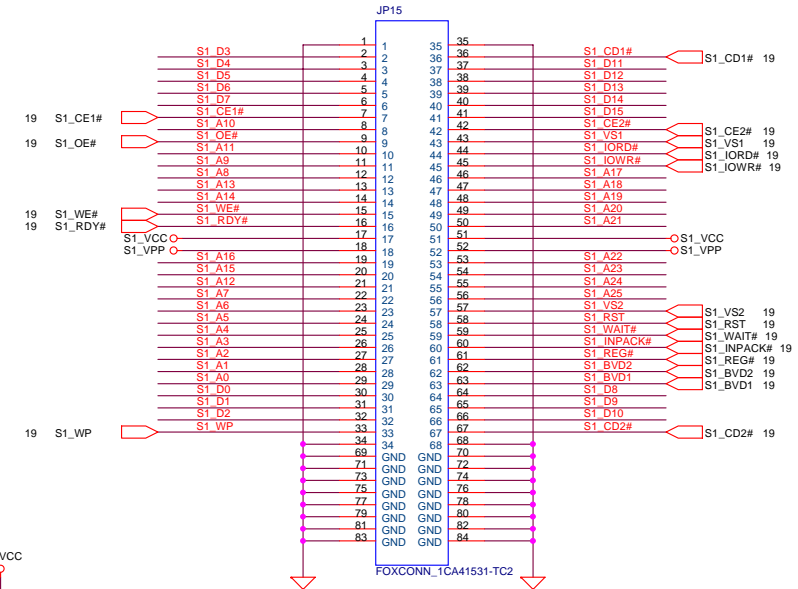 JP15
1 1 35 35
S1_D3 2 2 36 36 S1_CD1# S1_CD1# 19
S1_D4 3 3 37 37 S1_D11
S1_D5 4 4 38 38 S1_D12
S1_D6 5 5 39 39 S1_D13
S1_D7 6 6 40 40 S1_D14
19 S1_CE1# S1_CE1# 7 7 41 41 S1_D15
S1_A10 8 8 42 42 S1_CE2# S1_CE2# 19
19 S1_OE# S1_OE# 9 9 43 43 S1_VS1 S1_VS1 19
S1_A11 10 10 44 44 S1_IORD# S1_IORD# 19
S1_A9 11 11 45 45 S1_IOWR# S1_IOWR# 19
S1_A8 12 12 46 46 S1_A17
S1_A13 13 13 47 47 S1_A18
S1_A14 14 14 48 48 S1_A19
19 S1_WE# S1_WE# 15 15 49 49 S1_A20
19 S1_RDY# S1_RDY# 16 16 50 50 S1_A21
S1_VCC 17 17 51 51 S1_VCC
S1_VPP 18 18 52 52 S1_VPP
S1_A16 19 19 53 53 S1_A22
S1_A15 20 20 54 54 S1_A23
S1_A12 21 21 55 55 S1_A24
S1_A7 22 22 56 56 S1_A25
S1_A6 23 23 57 57 S1_VS2 S1_VS2 19
S1_A5 24 24 58 58 S1_RST S1_RST 19
S1_A4 25 25 59 59 S1_WAIT# S1_WAIT# 19
S1_A3 26 26 60 60 S1_INPACK# S1_INPACK# 19
S1_A2 27 27 61 61 S1_REG# S1_REG# 19
S1_A1 28 28 62 62 S1_BVD2 S1_BVD2 19
S1_A0 29 29 63 63 S1_BVD1 S1_BVD1 19
S1_D0 30 30 64 64 S1_D8
S1_D1 31 31 65 65 S1_D9
S1_D2 32 32 66 66 S1_D10
19 S1_WP S1_WP 33 33 67 67 S1_CD2# S1_CD2# 19
34 34 68 68
69 GND GND 70
71 GND GND 72
73 GND GND 74
75 GND GND 76
77 GND GND 78
79 GND GND 80
81 GND GND 82
83 GND GND 84
VCC
FOXCONN_1CA41531-TC2